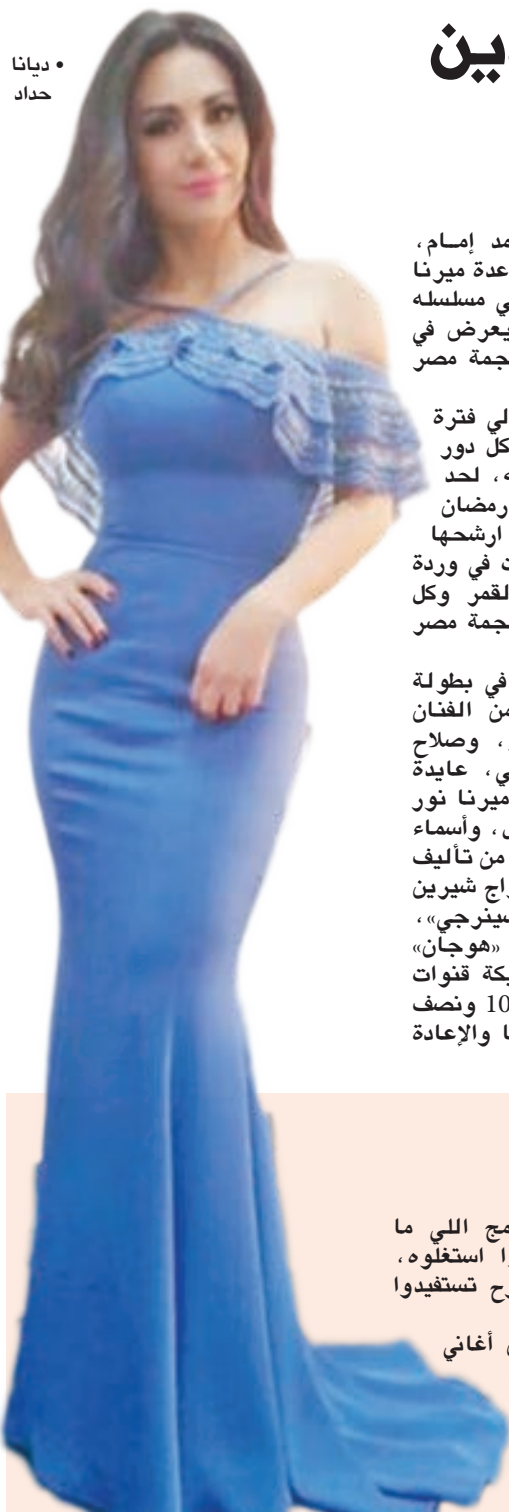 • ديانا
حداد
ين
مد إمـام،
عدة ميرنا
ي مسلسله
يعرض في
جمة مصر
لي فترة
كل دور
ه، لحد
رمضان
ارشحها
ت في وردة
لقمر وكل
جمة مصر
في بطولة
من الفنان
، وصلاح
ي، عايدة
ميرنا نور
ى، وأسماء
من تأليف
راج شيرين
سينرجي»،
«هوجان»
بكة قنوات
10 ونصف
ا والإعادة
مج اللي ما
ا استغلوه،
رح تستفيدوا
ن أغاني